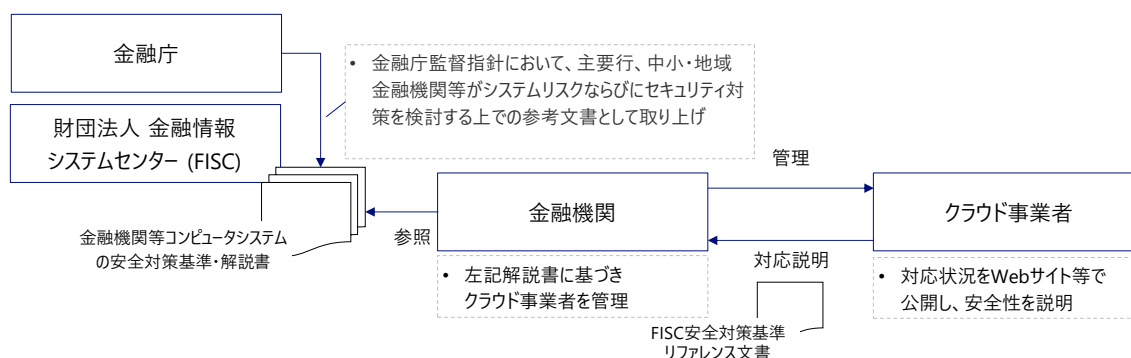 金融庁
• 金融庁監督指針において、主要行、中小・地域
金融機関等がシステムリスクならびにセキュリティ対
策を検討する上での参考文書として取り上げ
財団法人 金融情報
システムセンター (FISC)
金融機関等コンピュータシステム
の安全対策基準・解説書
参照
金融機関
• 左記解説書に基づき
クラウド事業者を管理
管理
対応説明
FISC安全対策基準
リファレンス文書
クラウド事業者
• 対応状況をWebサイト等で
公開し、安全性を説明